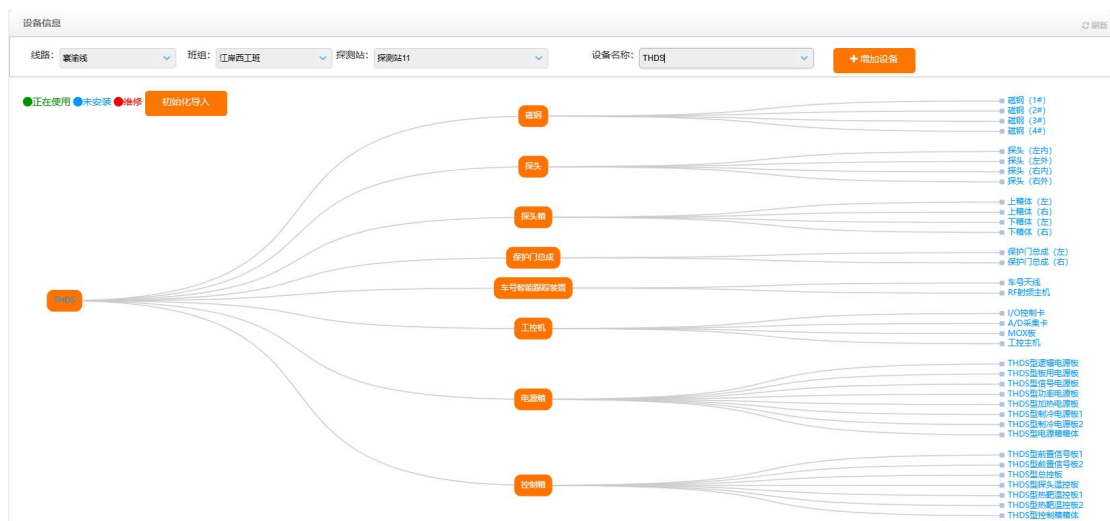 设备信息
刷新
线路: 襄渝线 班组: 江岸西工班 探测站: 探测站11 设备名称: THDS +增加设备
正在使用 未安装 维修 初始化导入
THDS
磁钢
磁钢（1#）
磁钢（2#）
磁钢（3#）
磁钢（4#）
探头
探头（左内）
探头（左外）
探头（右内）
探头（右外）
探头箱
上箱体（左）
上箱体（右）
下箱体（左）
下箱体（右）
保护门总成
保护门总成（左）
保护门总成（右）
车号智能跟踪装置
车号天线
RF射频主机
工控机
I/O控制卡
A/D采集卡
MOX板
工控主机
电源箱
THDS型逻辑电源板
THDS型板用电源板
THDS型信号电源板
THDS型功率电源板
THDS型加热电源板
THDS型制冷电源板1
THDS型制冷电源板2
THDS型电源箱箱体
控制箱
THDS型前置信号板1
THDS型前置信号板2
THDS型总控板
THDS型探头温控板
THDS型热靶温控板1
THDS型热靶温控板2
THDS型控制箱箱体